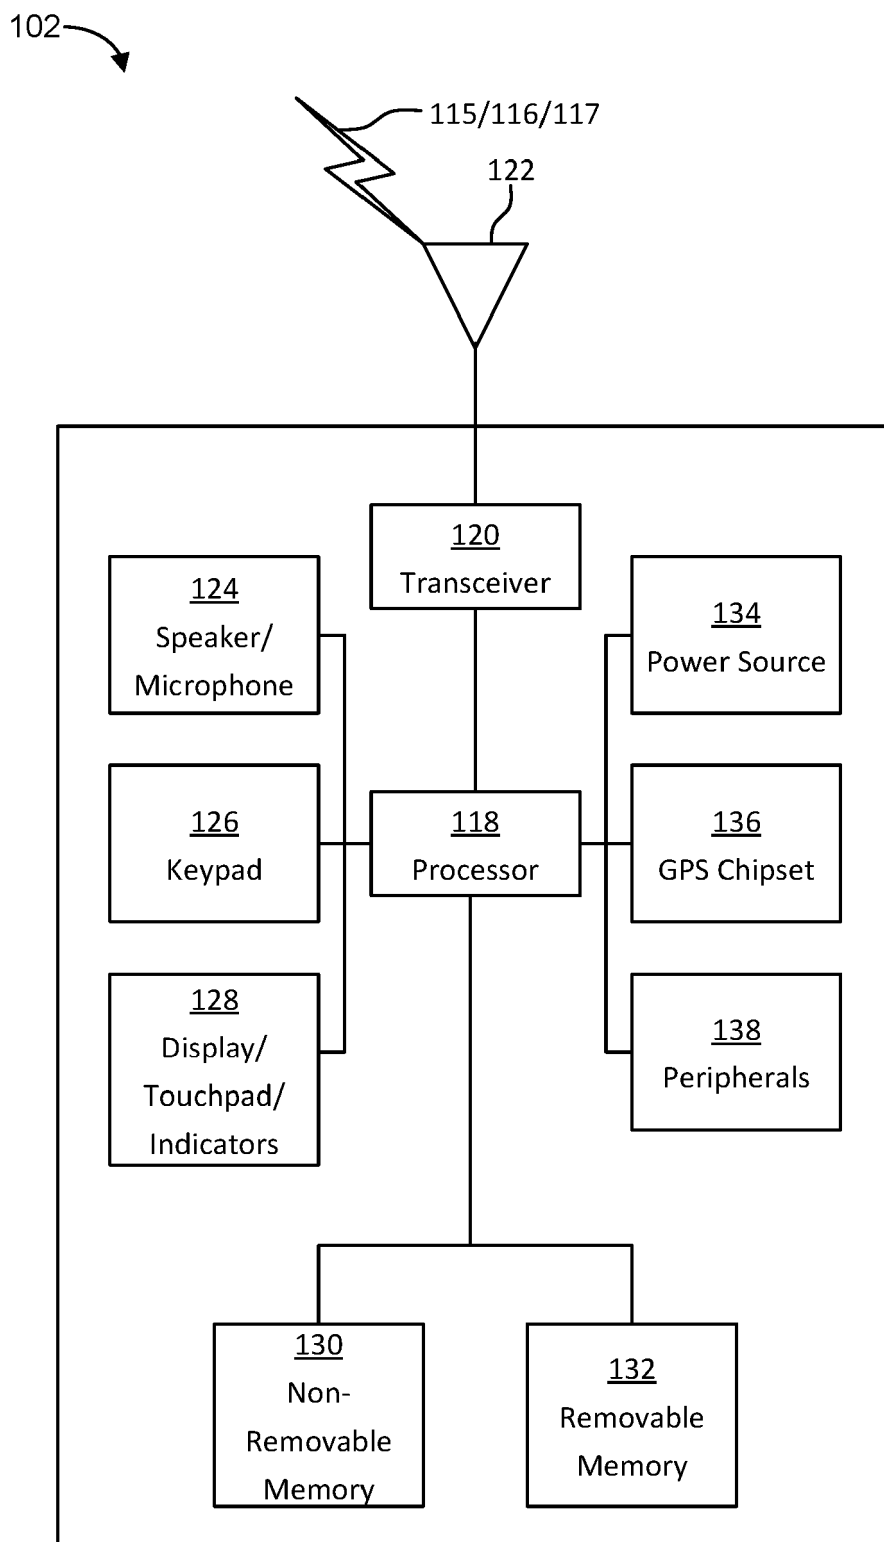 102
115/116/117
122
120
Transceiver
124
Speaker/
Microphone
134
Power Source
126
Keypad
118
Processor
136
GPS Chipset
128
Display/
Touchpad/
Indicators
138
Peripherals
130
Non-
Removable
Memory
132
Removable
Memory